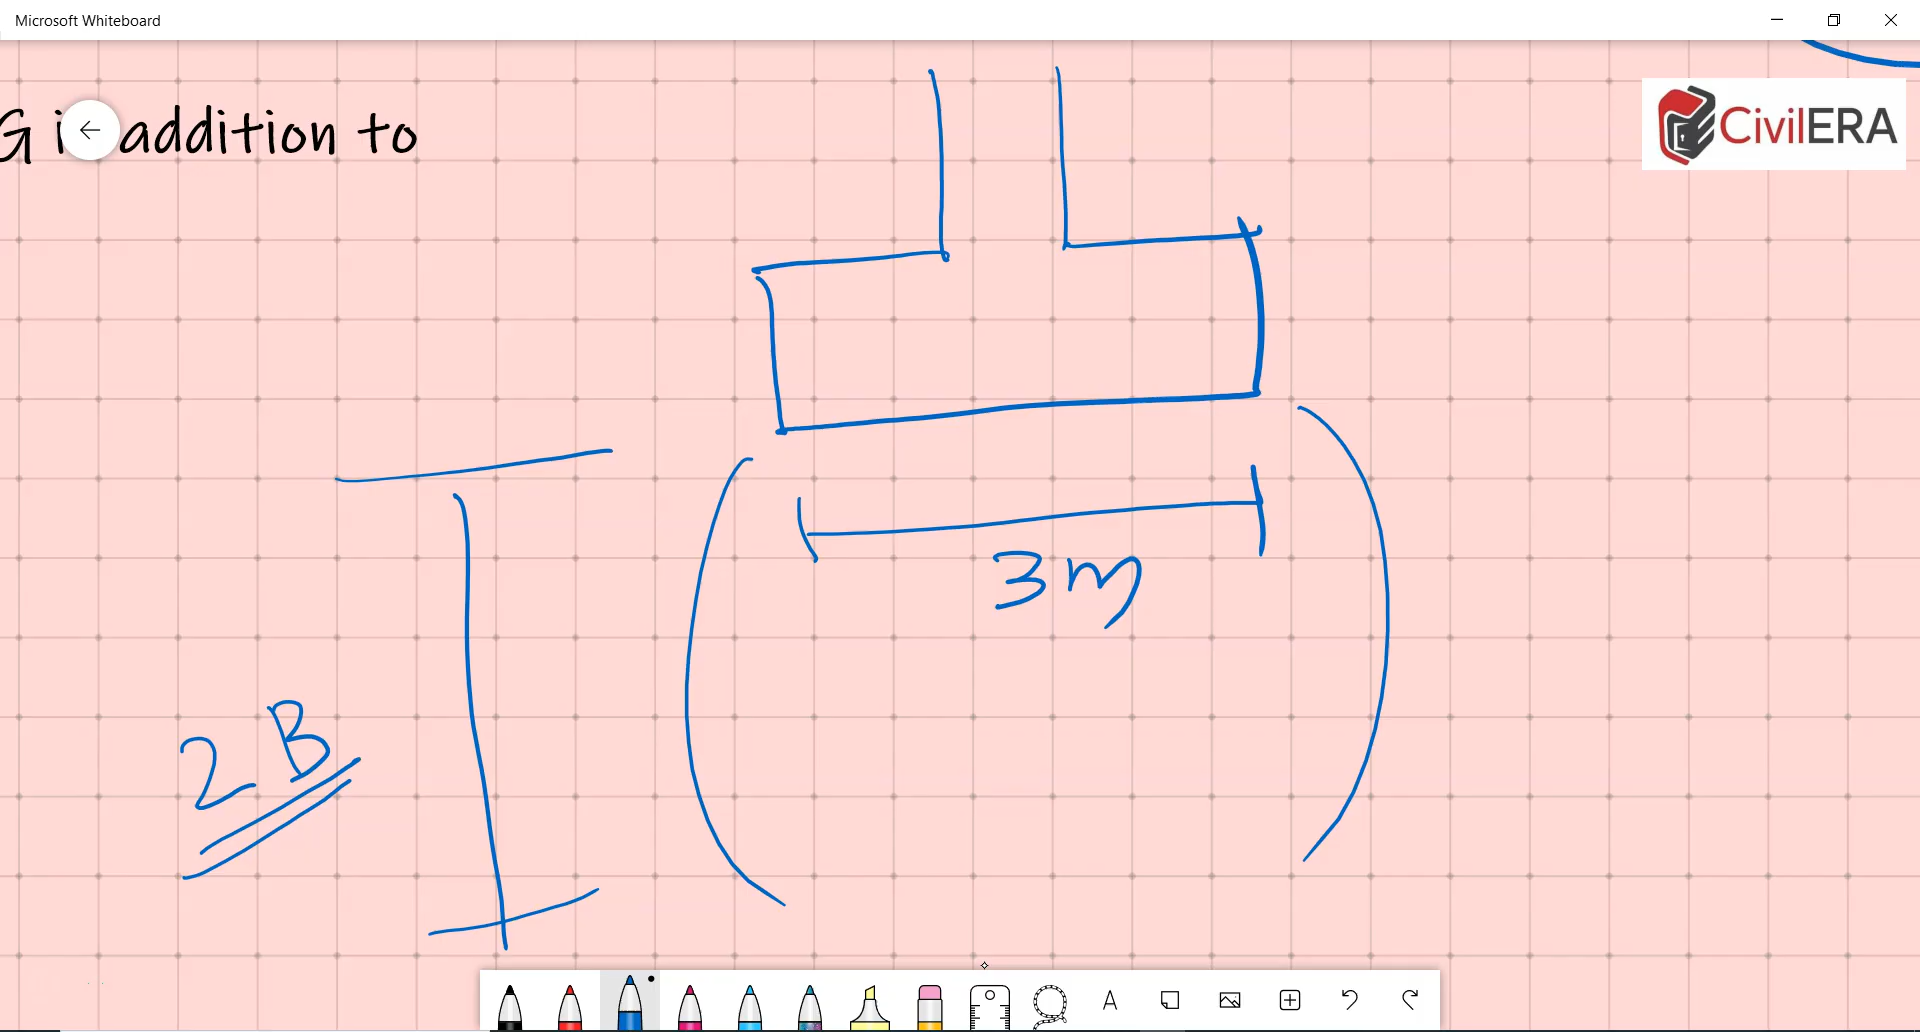 Microsoft Whiteboard
G addition to
CivilERA
3m
2B
A